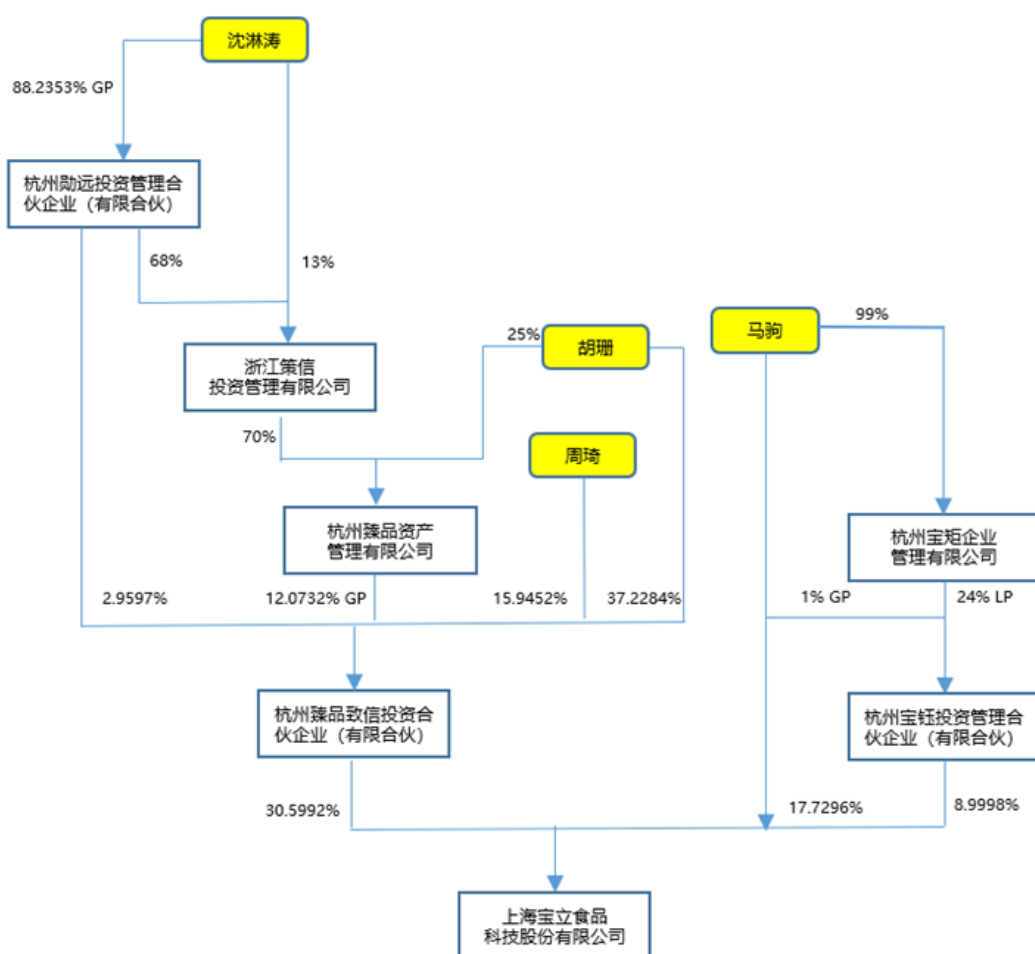 沈淋涛
88.2353% GP
杭州勋远投资管理合
伙企业（有限合伙）
68%
13%
浙江策信
投资管理有限公司
25%
胡珊
马驹
99%
70%
周琦
杭州臻品资产
管理有限公司
杭州宝矩企业
管理有限公司
2.9597%
12.0732% GP
15.9452%
37.2284%
1% GP
24% LP
杭州臻品致信投资合
伙企业（有限合伙）
杭州宝钰投资管理合
伙企业（有限合伙）
30.5992%
17.7296%
8.9998%
上海宝立食品
科技股份有限公司